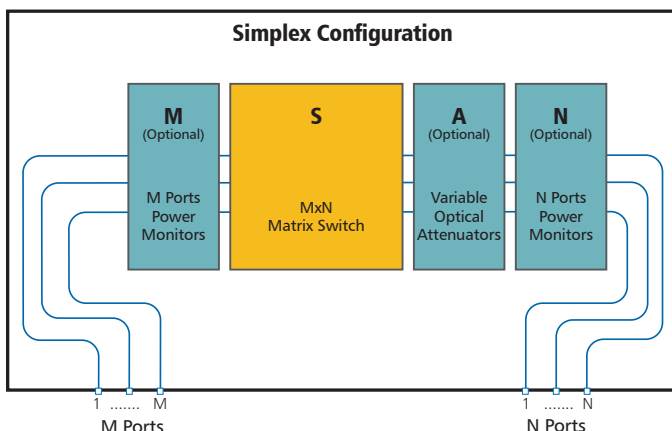 Simplex Configuration
M
(Optional)
M Ports
Power
Monitors
S
MxN
Matrix Switch
A
(Optional)
Variable
Optical
Attenuators
N
(Optional)
N Ports
Power
Monitors
1 ....... M
M Ports
1 ....... N
N Ports